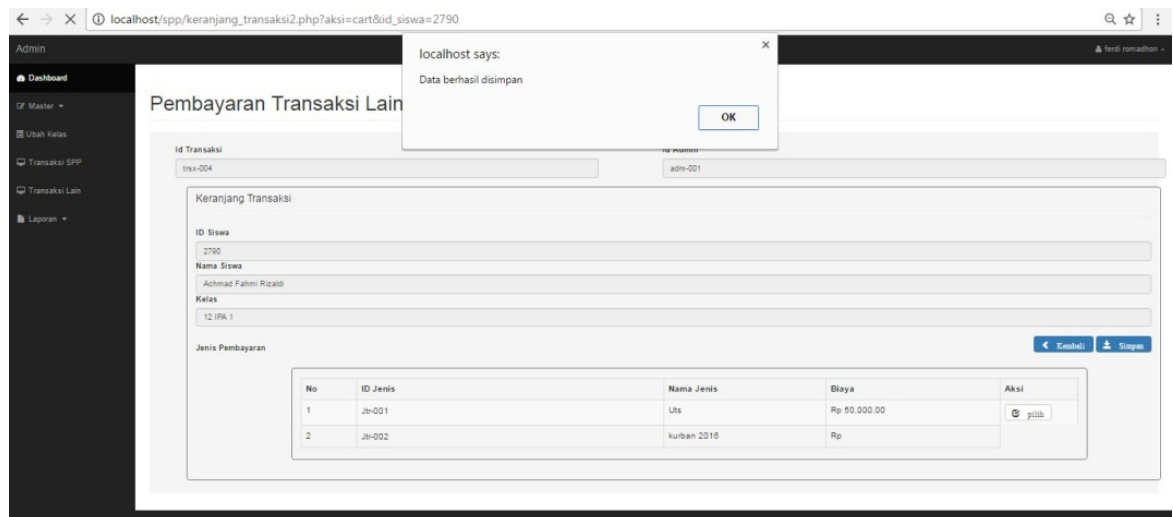 localhost/spp/keranjang_transaksi2.php?aksi=cart&id_siswa=2790
Admin
ferdi romadhon
localhost says:
Data berhasil disimpan
OK
Dashboard
Master
Ubah Kelas
Transaksi SPP
Transaksi Lain
Laporan
Pembayaran Transaksi Lain
Id Transaksi
Id Admin
trsx-004
adm-001
Keranjang Transaksi
ID Siswa
2790
Nama Siswa
Achmad Fahmi Rizaldi
Kelas
12 IPA 1
Jenis Pembayaran
Kembali
Simpan
No ID Jenis Nama Jenis Biaya Aksi
1 Jtr-001 Uts Rp 50,000.00 pilih
2 Jtr-002 kurban 2016 Rp